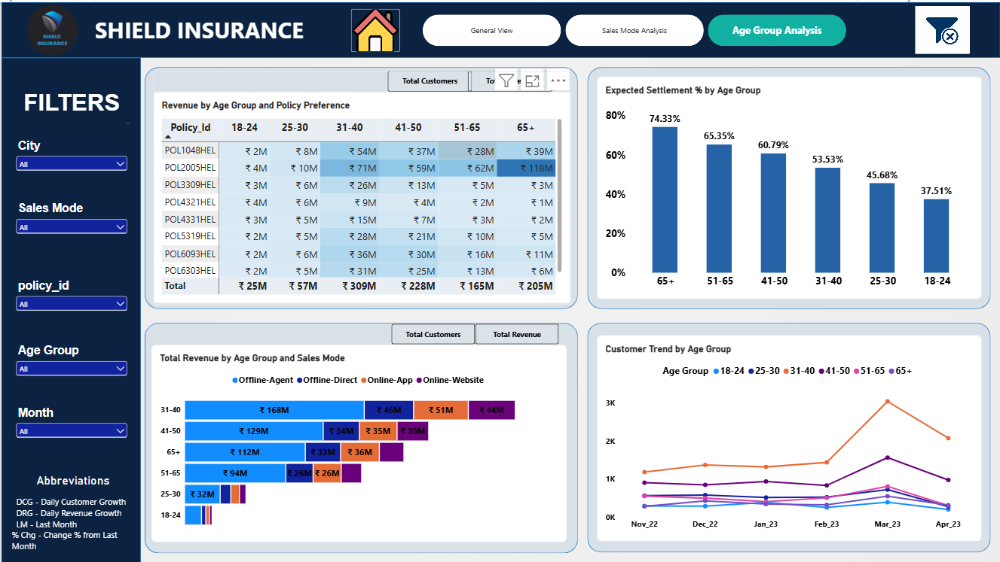 SHIELD INSURANCE
SHIELD INSURANCE
General View
Sales Mode Analysis
Age Group Analysis
FILTERS
City
All
Sales Mode
All
policy_id
All
Age Group
All
Month
All
Abbreviations
DCG - Daily Customer Growth
DRG - Daily Revenue Growth
LM - Last Month
% Chg - Change % from Last
Month
Total Customers
Revenue by Age Group and Policy Preference
Policy_Id 18-24 25-30 31-40 41-50 51-65 65+
POL1048HEL ₹ 2M ₹ 8M ₹ 54M ₹ 37M ₹ 28M ₹ 39M
POL2005HEL ₹ 4M ₹ 10M ₹ 71M ₹ 59M ₹ 62M ₹ 118M
POL3309HEL ₹ 3M ₹ 6M ₹ 26M ₹ 13M ₹ 5M ₹ 3M
POL4321HEL ₹ 4M ₹ 6M ₹ 9M ₹ 4M ₹ 2M ₹ 1M
POL4331HEL ₹ 3M ₹ 5M ₹ 15M ₹ 7M ₹ 3M ₹ 2M
POL5319HEL ₹ 2M ₹ 5M ₹ 28M ₹ 21M ₹ 10M ₹ 5M
POL6093HEL ₹ 2M ₹ 6M ₹ 36M ₹ 30M ₹ 16M ₹ 11M
POL6303HEL ₹ 2M ₹ 5M ₹ 31M ₹ 25M ₹ 13M ₹ 6M
Total ₹ 25M ₹ 57M ₹ 309M ₹ 228M ₹ 165M ₹ 205M
Expected Settlement % by Age Group
80%
60%
40%
20%
0%
74.33%
65.35%
60.79%
53.53%
45.68%
37.51%
65+ 51-65 41-50 31-40 25-30 18-24
Total Customers
Total Revenue
Total Revenue by Age Group and Sales Mode
Offline-Agent Offline-Direct Online-App Online-Website
31-40 ₹ 168M ₹ 46M ₹ 51M ₹ 44M
41-50 ₹ 129M ₹ 34M ₹ 35M ₹ 30M
65+ ₹ 112M ₹ 33M ₹ 36M
51-65 ₹ 94M ₹ 26M ₹ 26M
25-30 ₹ 32M
18-24
Customer Trend by Age Group
Age Group 18-24 25-30 31-40 41-50 51-65 65+
3K
2K
1K
0K
Nov_22 Dec_22 Jan_23 Feb_23 Mar_23 Apr_23